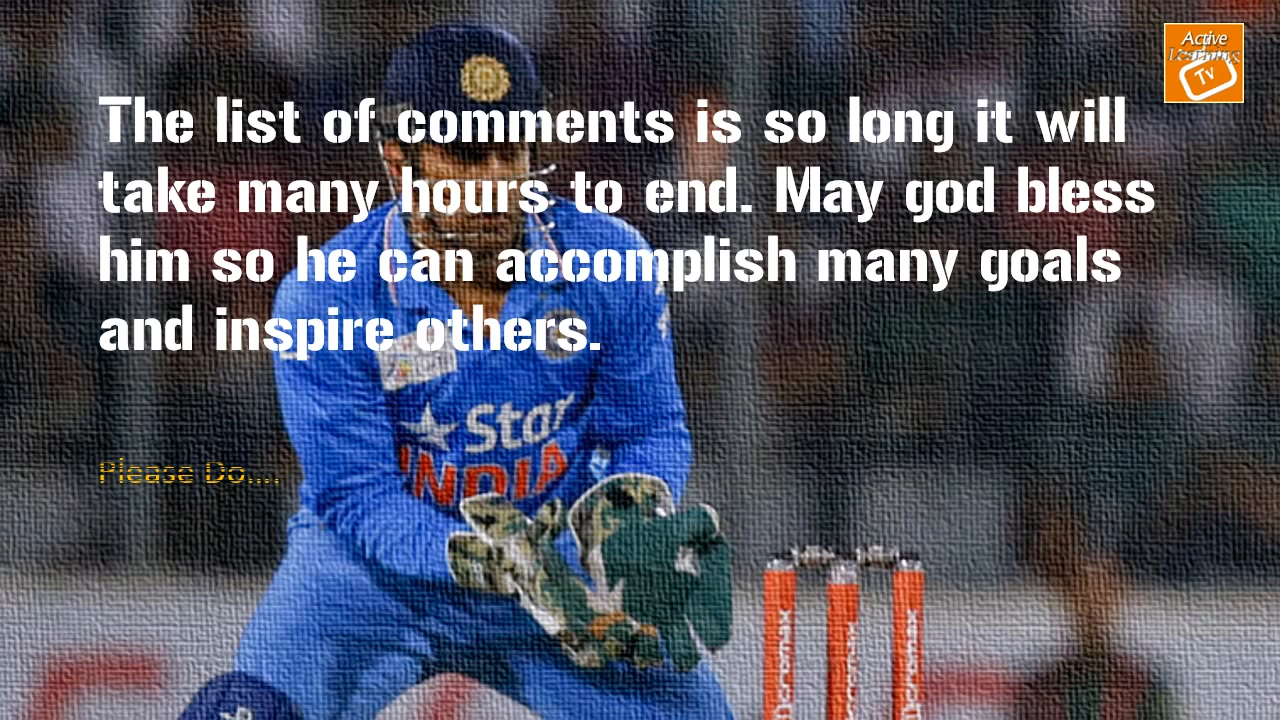 Active
Learning
Tv
The list of comments is so long it will
take many hours to end. May god bless
him so he can accomplish many goals
and inspire others.
Star
INDIA
Please Do....